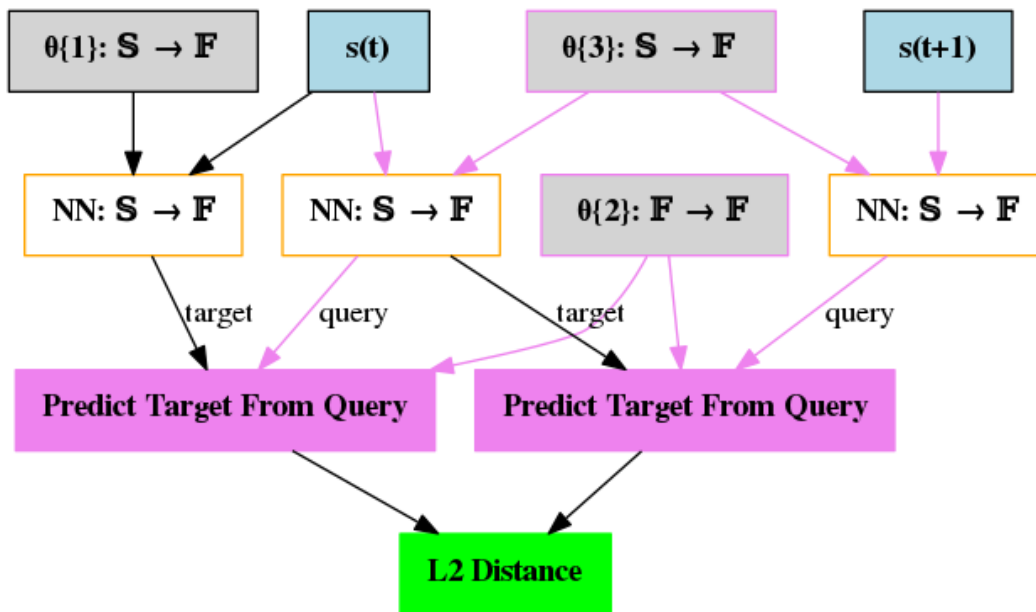 θ{1}: 𝕊 → 𝔽
s(t)
θ{3}: 𝕊 → 𝔽
s(t+1)
NN: 𝕊 → 𝔽
NN: 𝕊 → 𝔽
θ{2}: 𝔽 → 𝔽
NN: 𝕊 → 𝔽
target
query
target
query
Predict Target From Query
Predict Target From Query
L2 Distance